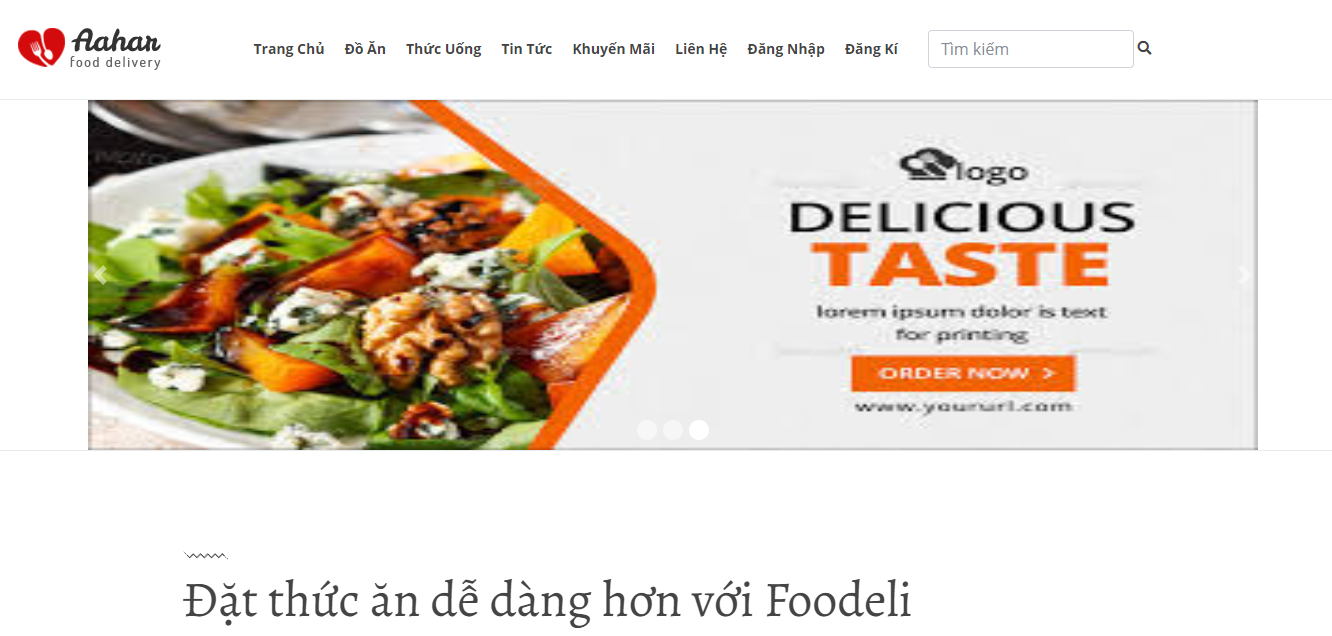 Aahar
food delivery
Trang Chủ Đồ Ăn Thức Uống Tin Tức Khuyến Mãi Liên Hệ Đăng Nhập Đăng Kí Tìm kiếm
logo
DELICIOUS
TASTE
lorem ipsum dolor is text
for printing
ORDER NOW >
www.yoururl.com
Đặt thức ăn dễ dàng hơn với Foodeli